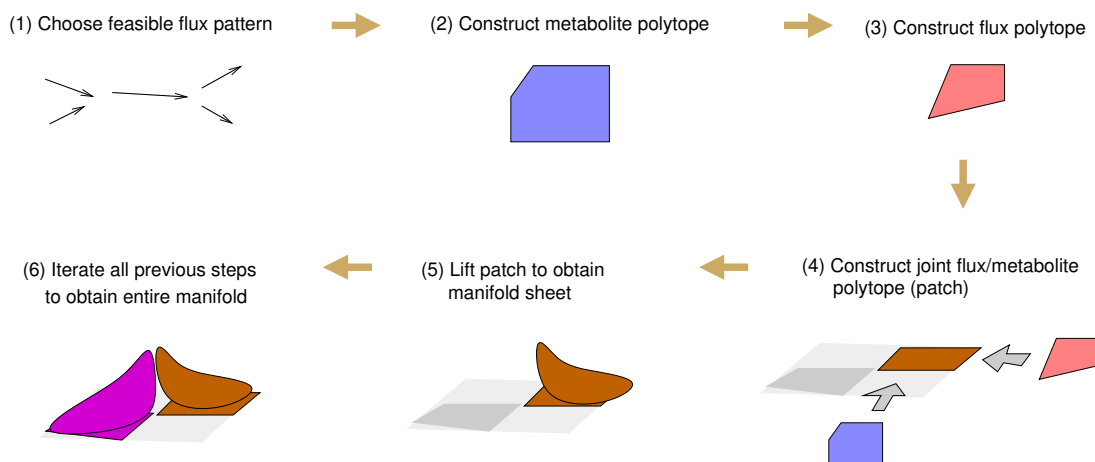 (1) Choose feasible flux pattern
(2) Construct metabolite polytope
(3) Construct flux polytope
(4) Construct joint flux/metabolite
polytope (patch)
(5) Lift patch to obtain
manifold sheet
(6) Iterate all previous steps
to obtain entire manifold